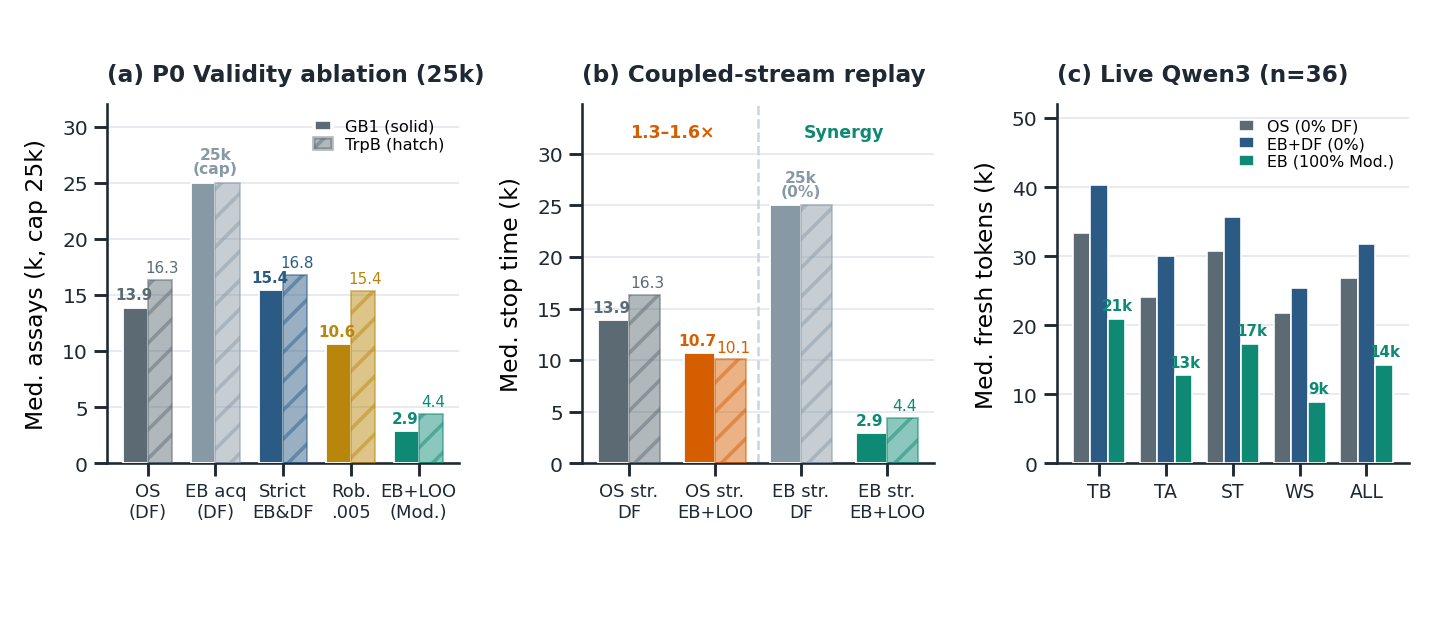 (a) P0 Validity ablation (25k)
Med. assays (k, cap 25k)
30
25
20
15
10
5
0
GB1 (solid)
TrpB (hatch)
13.9
16.3
25k
(cap)
15.4
16.8
10.6
15.4
2.9
4.4
OS
(DF)
EB acq
(DF)
Strict
EB&DF
Rob.
.005
EB+LOO
(Mod.)
(b) Coupled-stream replay
Med. stop time (k)
30
25
20
15
10
5
0
1.3–1.6×
Synergy
13.9
16.3
10.7
10.1
25k
(0%)
2.9
4.4
OS str.
DF
OS str.
EB+LOO
EB str.
DF
EB str.
EB+LOO
(c) Live Qwen3 (n=36)
Med. fresh tokens (k)
50
40
30
20
10
0
OS (0% DF)
EB+DF (0%)
EB (100% Mod.)
21k
13k
17k
9k
14k
TB
TA
ST
WS
ALL